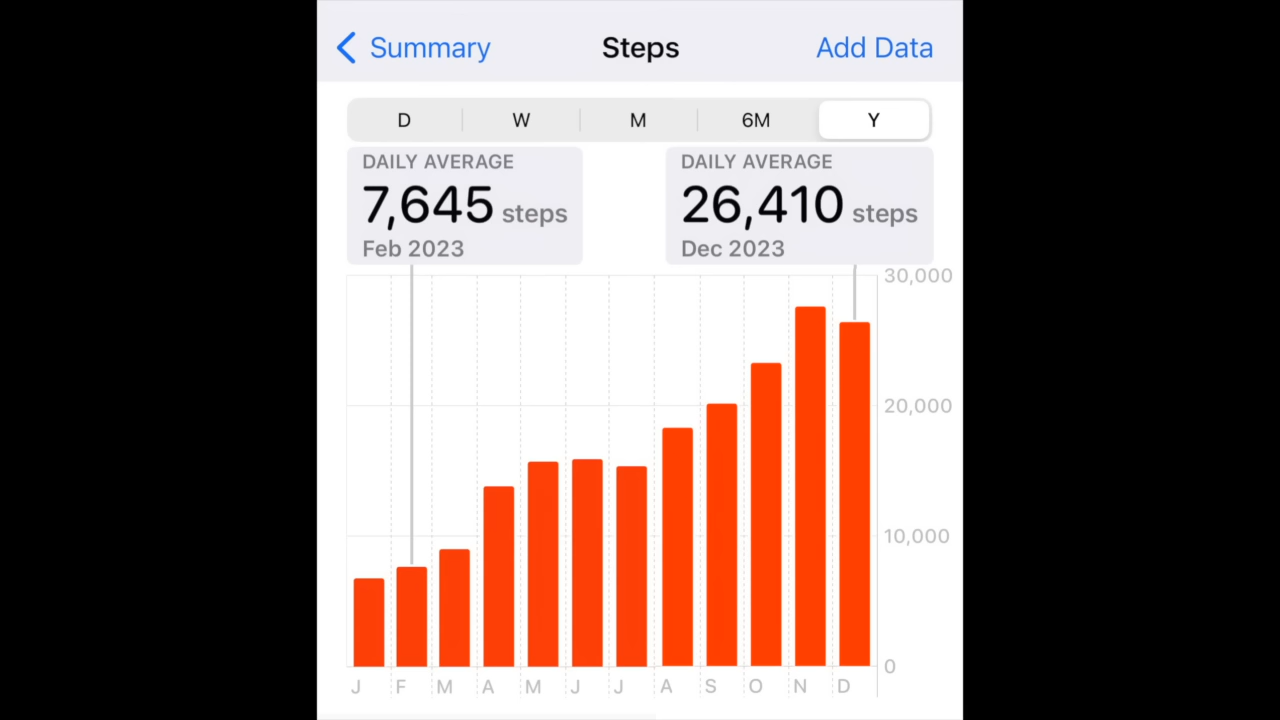 Summary Steps Add Data
D W M 6M Y
DAILY AVERAGE
7,645 steps
Feb 2023
DAILY AVERAGE
26,410 steps
Dec 2023
30,000
20,000
10,000
0
J F M A M J J A S O N D